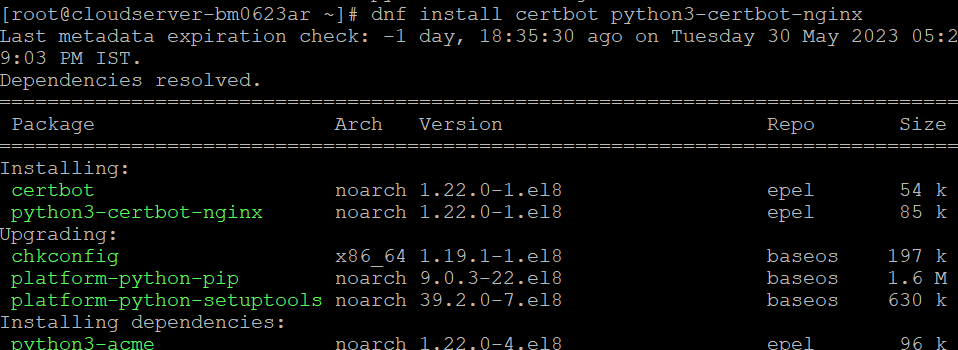 [root@cloudserver-bm0623ar ~]# dnf install certbot python3-certbot-nginx
Last metadata expiration check: -1 day, 18:35:30 ago on Tuesday 30 May 2023 05:2
9:03 PM IST.
Dependencies resolved.
================================================================================
Package Arch Version Repo Size
================================================================================
Installing:
certbot noarch 1.22.0-1.el8 epel 54 k
python3-certbot-nginx noarch 1.22.0-1.el8 epel 85 k
Upgrading:
chkconfig x86_64 1.19.1-1.el8 baseos 197 k
platform-python-pip noarch 9.0.3-22.el8 baseos 1.6 M
platform-python-setuptools noarch 39.2.0-7.el8 baseos 630 k
Installing dependencies:
python3-acme noarch 1.22.0-4.el8 epel 96 k